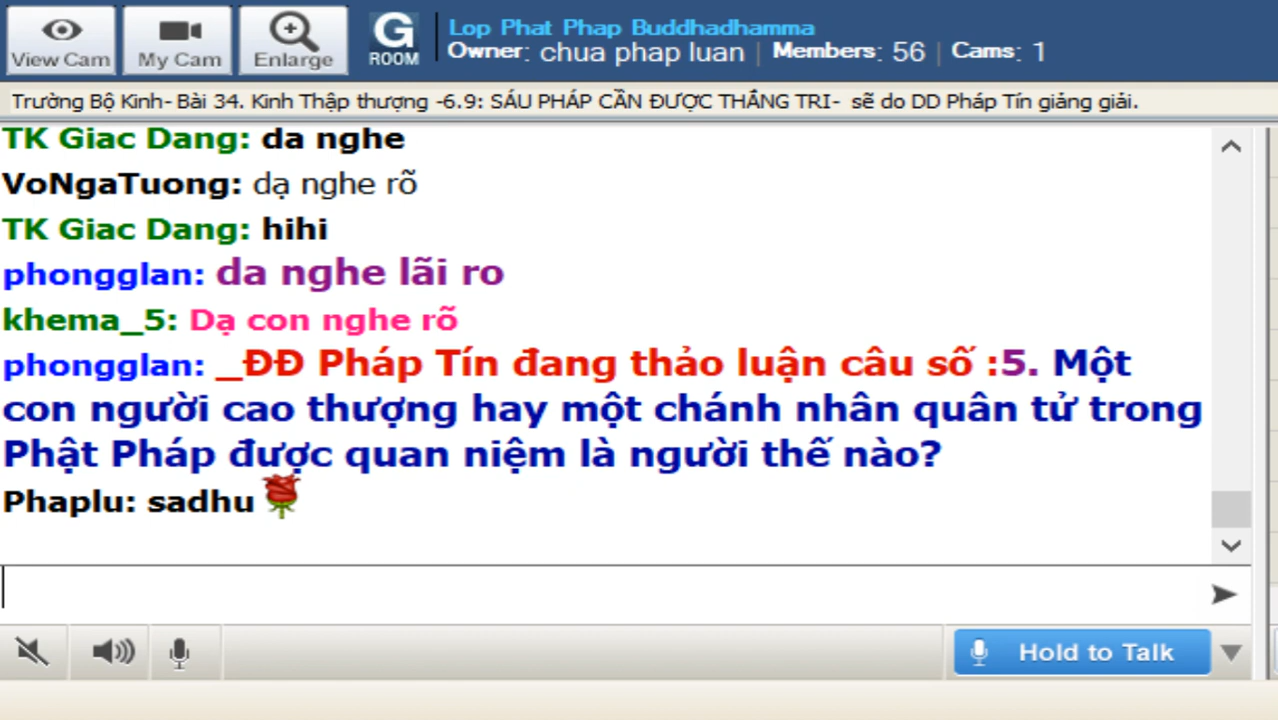 View Cam
My Cam
Enlarge
G
ROOM
Lop Phat Phap Buddhadhamma
Owner: chua phap luan | Members: 56 | Cams: 1
Trường Bộ Kinh- Bài 34. Kinh Thập thượng -6.9: SÁU PHÁP CẦN ĐƯỢC THẮNG TRI- sẽ do DD Pháp Tín giảng giải.
TK Giac Dang: da nghe
VoNgaTuong: dạ nghe rõ
TK Giac Dang: hihi
phongglan: da nghe lãi ro
khema_5: Dạ con nghe rõ
phongglan: _ĐĐ Pháp Tín đang thảo luận câu số :5. Một
con người cao thượng hay một chánh nhân quân tử trong
Phật Pháp được quan niệm là người thế nào?
Phaplu: sadhu
Hold to Talk